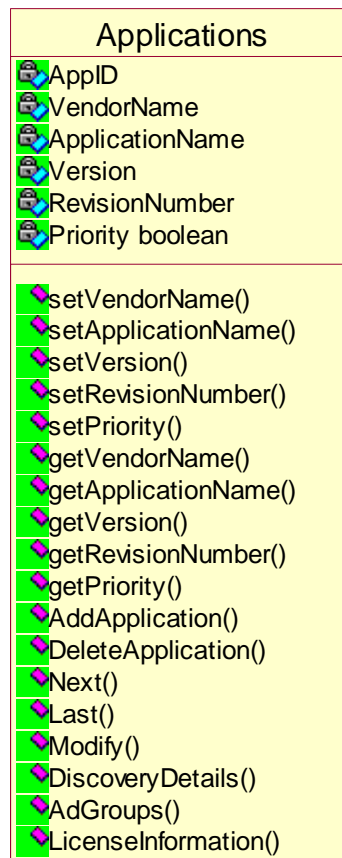 Applications
AppID
VendorName
ApplicationName
Version
RevisionNumber
Priority boolean
setVendorName()
setApplicationName()
setVersion()
setRevisionNumber()
setPriority()
getVendorName()
getApplicationName()
getVersion()
getRevisionNumber()
getPriority()
AddApplication()
DeleteApplication()
Next()
Last()
Modify()
DiscoveryDetails()
AdGroups()
LicenseInformation()